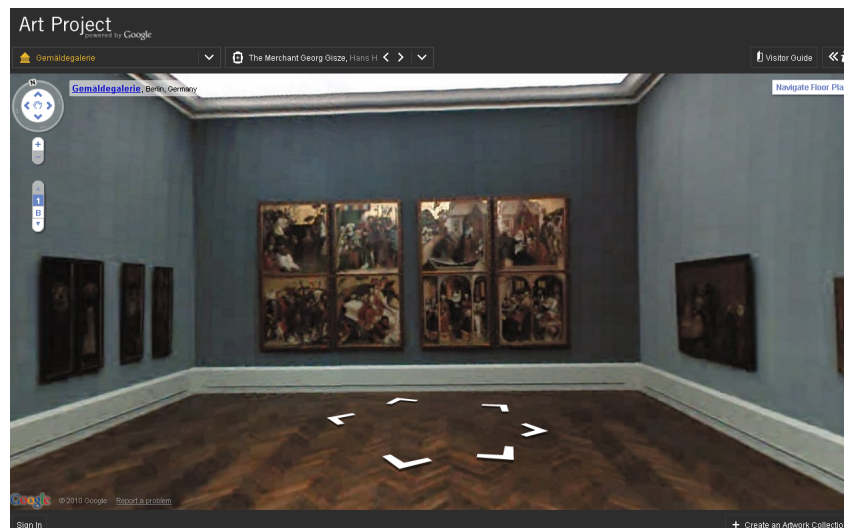 Art Project
powered by Google
Gemäldegalerie
The Merchant Georg Gisze, Hans H
Visitor Guide
N
Gemäldegalerie, Berlin, Germany
Navigate Floor Pla
1
B
Google © 2010 Google Report a problem
Sign In
+ Create an Artwork Collectio